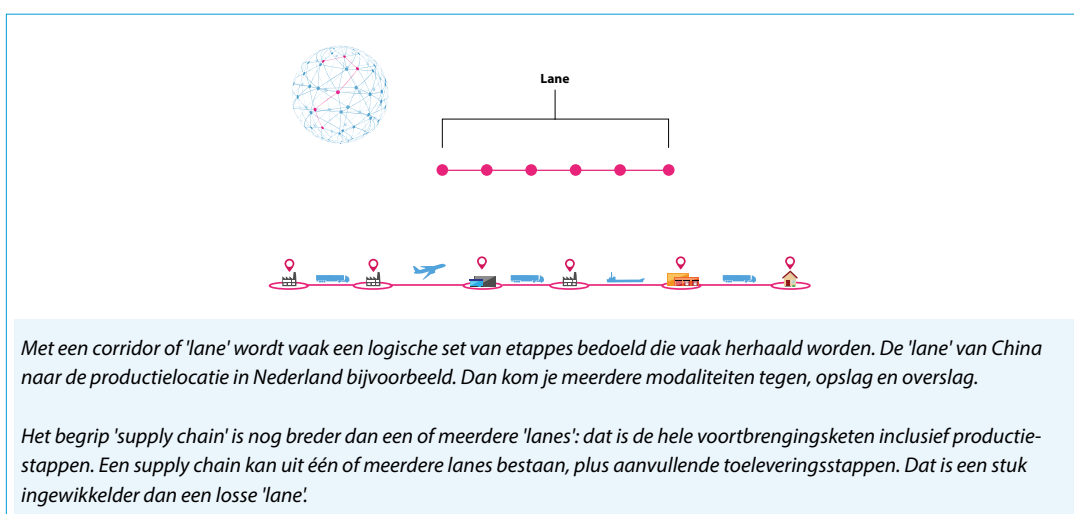 Lane
Met een corridor of 'lane' wordt vaak een logische set van etappes bedoeld die vaak herhaald worden. De 'lane' van China
naar de productielocatie in Nederland bijvoorbeeld. Dan kom je meerdere modaliteiten tegen, opslag en overslag.
Het begrip 'supply chain' is nog breder dan een of meerdere 'lanes': dat is de hele voortbrengingsketen inclusief productie-
stappen. Een supply chain kan uit één of meerdere lanes bestaan, plus aanvullende toeleveringsstappen. Dat is een stuk
ingewikkelder dan een losse 'lane'.